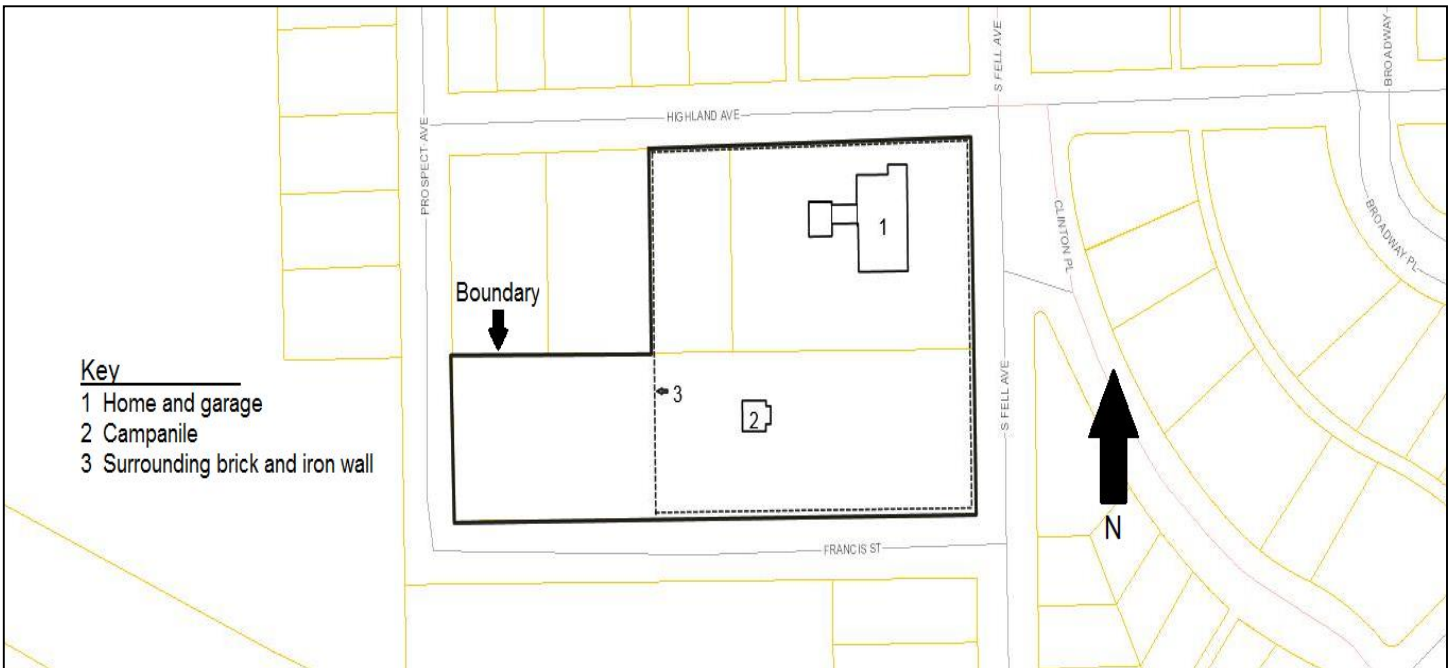 S FELL AVE
BROADWAY
HIGHLAND AVE
PROSPECT AVE
CLINTON PL
BROADWAY PL
1
Boundary
Key
1 Home and garage
2 Campanile
3 Surrounding brick and iron wall
3
2
S FELL AVE
N
FRANCIS ST